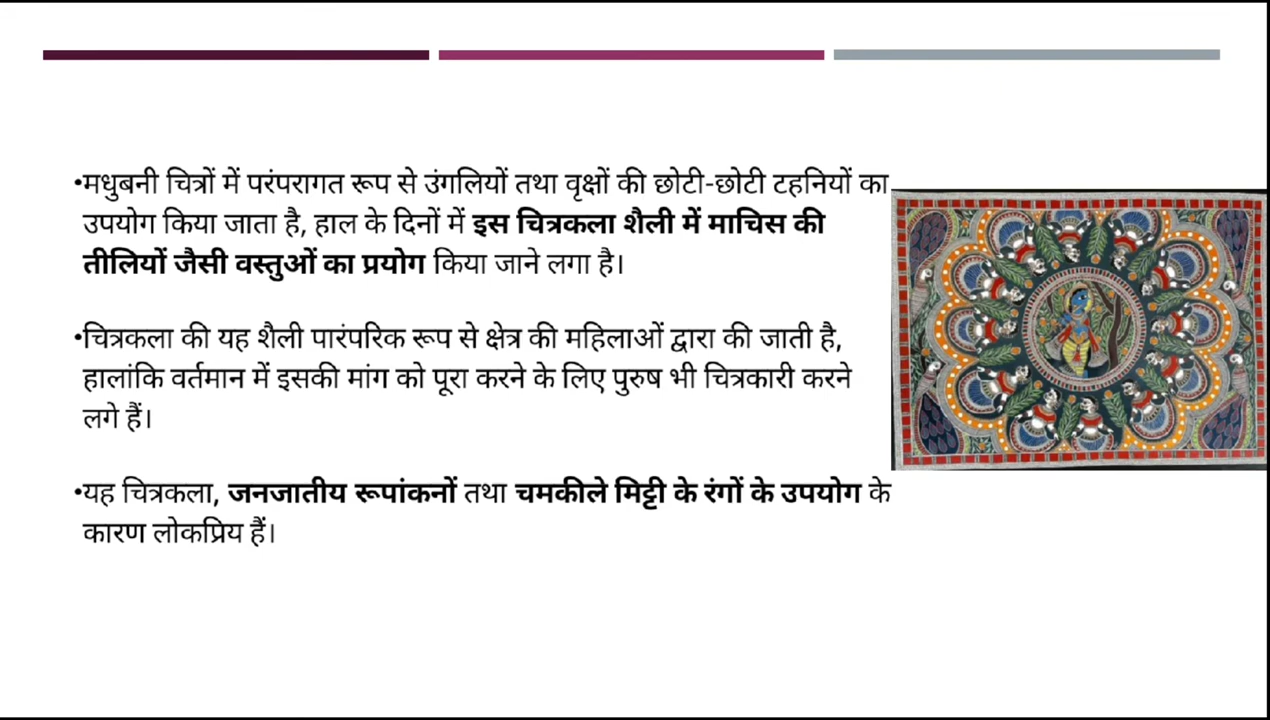 •मधुबनी चित्रों में परंपरागत रूप से उंगलियों तथा वृक्षों की छोटी-छोटी टहनियों का
उपयोग किया जाता है, हाल के दिनों में इस चित्रकला शैली में माचिस की
तीलियों जैसी वस्तुओं का प्रयोग किया जाने लगा है।
•चित्रकला की यह शैली पारंपरिक रूप से क्षेत्र की महिलाओं द्वारा की जाती है,
हालांकि वर्तमान में इसकी मांग को पूरा करने के लिए पुरुष भी चित्रकारी करने
लगे हैं।
•यह चित्रकला, जनजातीय रूपांकनों तथा चमकीले मिट्टी के रंगों के उपयोग के
कारण लोकप्रिय हैं।